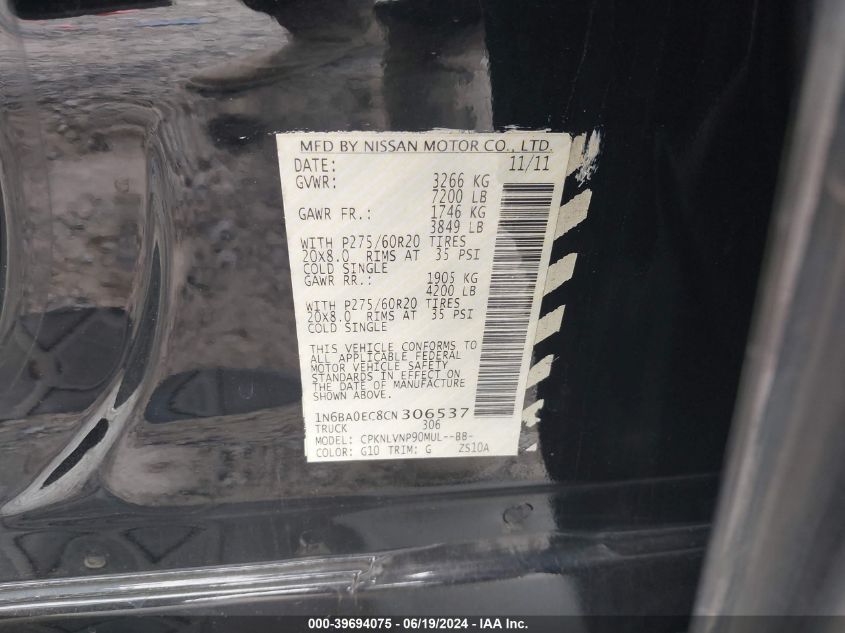 MFD BY NISSAN MOTOR CO., LTD.
DATE: 11/11
GVWR: 3266 KG
7200 LB
GAWR FR.: 1746 KG
3849 LB
WITH P275/60R20 TIRES
20X8.0 RIMS AT 35 PSI
COLD SINGLE
GAWR RR.: 1905 KG
4200 LB
WITH P275/60R20 TIRES
20X8.0 RIMS AT 35 PSI
COLD SINGLE
THIS VEHICLE CONFORMS TO
ALL APPLICABLE FEDERAL
MOTOR VEHICLE SAFETY
STANDARDS IN EFFECT ON
THE DATE OF MANUFACTURE
SHOWN ABOVE.
1N6BA0EC8CN306537
TRUCK 306
MODEL: CPKNLVNP90MUL--BB-
COLOR: G10 TRIM: G ZS10A
000-39694075 - 06/19/2024 - IAA Inc.